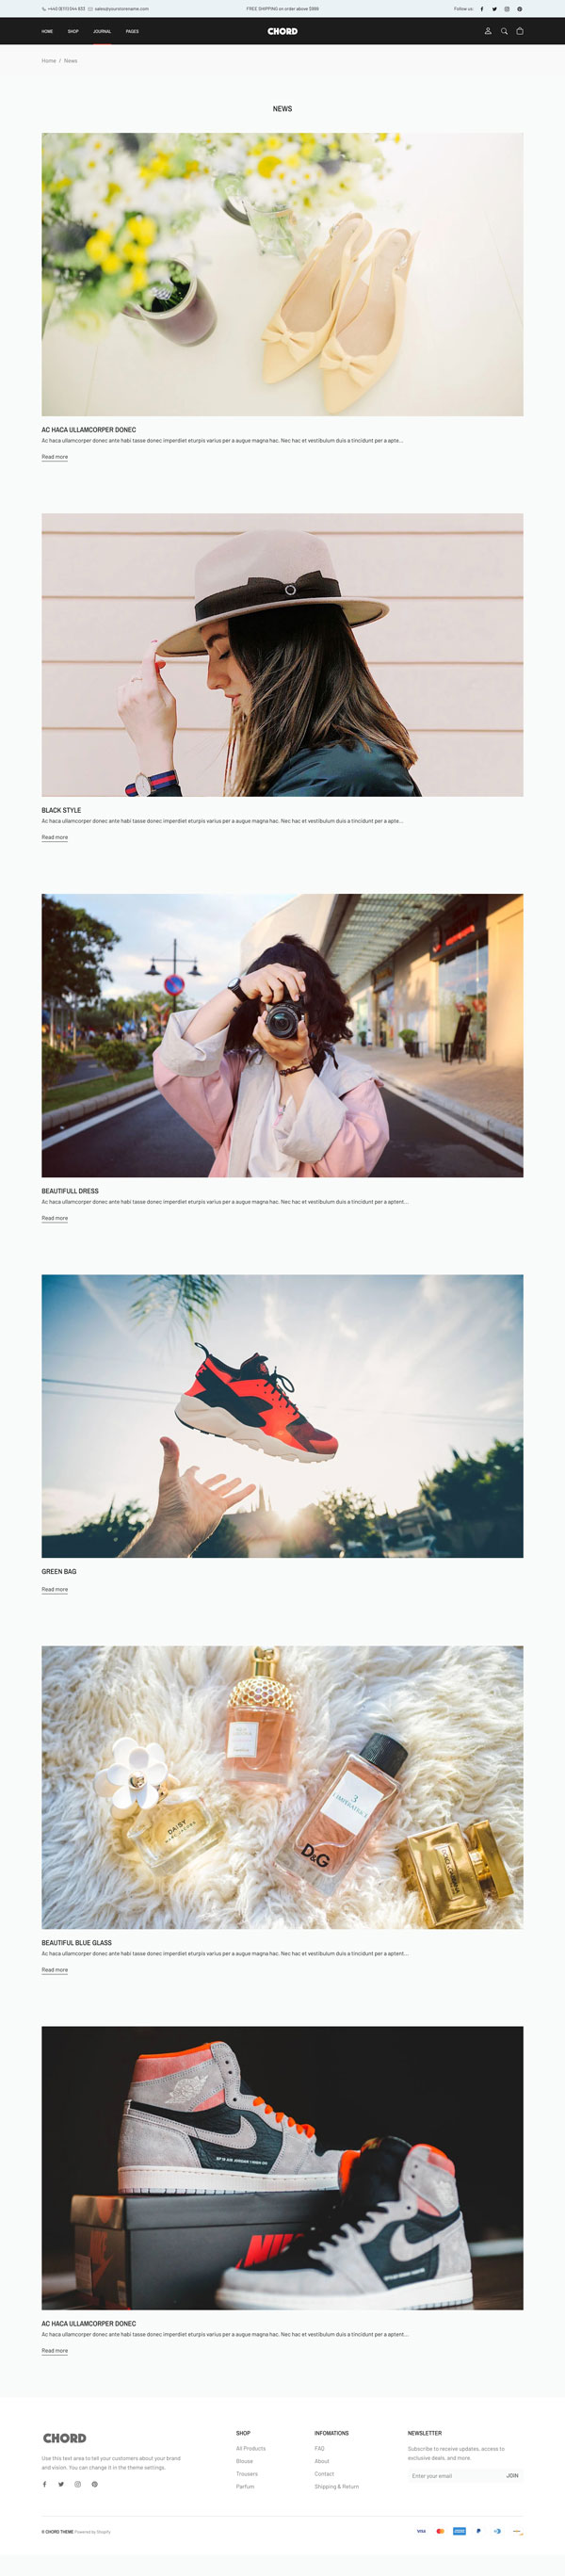 sales@yourstorename.com
FREE SHIPPING on order above $999
Follow us:
HOME SHOP JOURNAL PAGES
CHORD
Home / News
NEWS
AC HACA ULLAMCORPER DONEC
Ac haca ullamcorper donec ante habi tasse donec imperdiet eturpis varius per a augue magna hac. Nec hac et vestibulum duis a tincidunt per a apte...
Read more
BLACK STYLE
Ac haca ullamcorper donec ante habi tasse donec imperdiet eturpis varius per a augue magna hac. Nec hac et vestibulum duis a tincidunt per a apte...
Read more
BEAUTIFULL DRESS
Ac haca ullamcorper donec ante habi tasse donec imperdiet eturpis varius per a augue magna hac. Nec hac et vestibulum duis a tincidunt per a aptent...
Read more
GREEN BAG
Read more
DAISY
MARC JACOBS
3
L'IMPERATRICE
D&G
BEAUTIFUL BLUE GLASS
Ac haca ullamcorper donec ante habi tasse donec imperdiet eturpis varius per a augue magna hac. Nec hac et vestibulum duis a tincidunt per a aptent...
Read more
AC HACA ULLAMCORPER DONEC
Ac haca ullamcorper donec ante habi tasse donec imperdiet eturpis varius per a augue magna hac. Nec hac et vestibulum duis a tincidunt per a aptent...
Read more
CHORD
Use this text area to tell your customers about your brand
and vision. You can change it in the theme settings.
SHOP
All Products
Blouse
Trousers
Parfum
INFOMATIONS
FAQ
About
Contact
Shipping & Return
NEWSLETTER
Subscribe to receive updates, access to
exclusive deals, and more.
Enter your email JOIN
© CHORD THEME Powered by Shopify
VISA